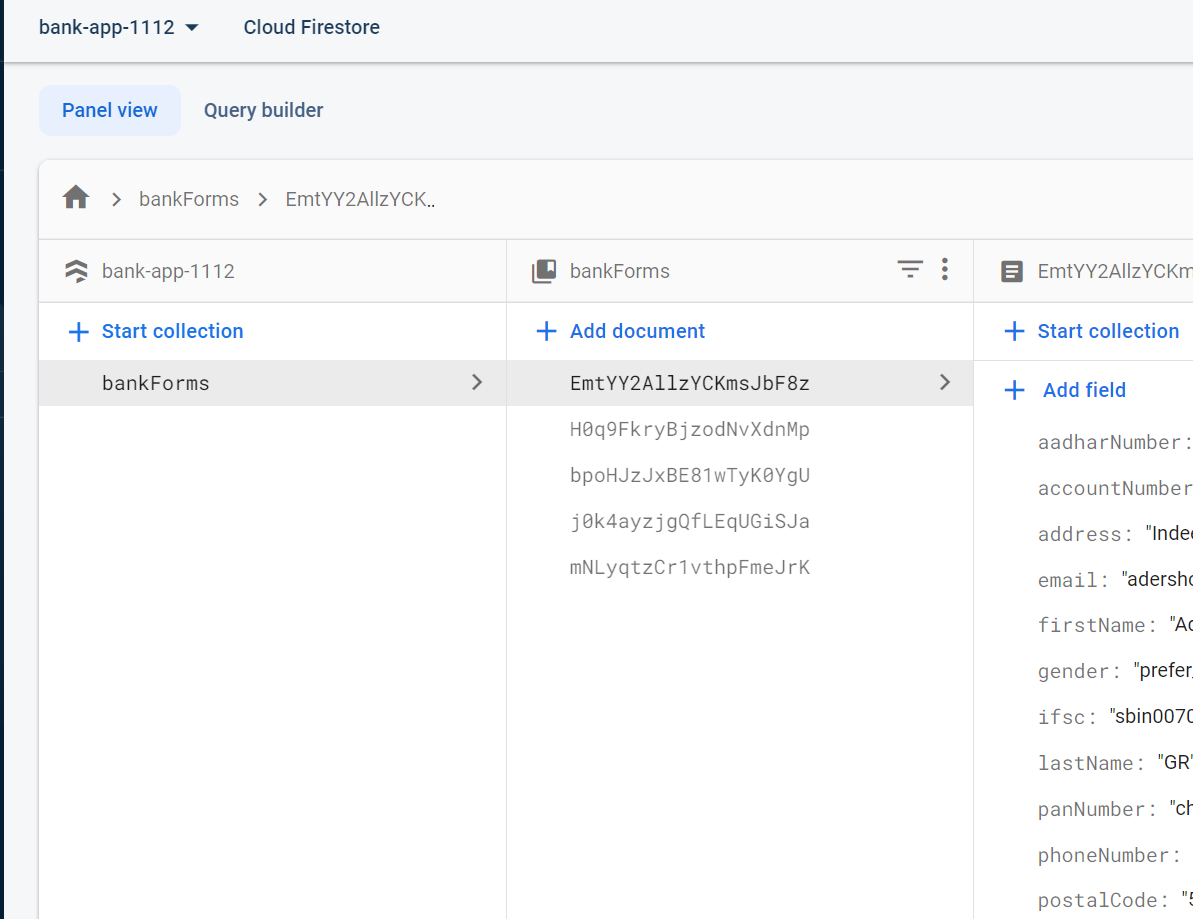 bank-app-1112 Cloud Firestore
Panel view Query builder
bankForms EmtYY2AllzYCK..
bank-app-1112
Start collection
bankForms
bankForms
Add document
EmtYY2AllzYCKmsJbF8z
H0q9FkryBjzodNvXdnMp
bpoHJzJxBE81wTyK0YgU
j0k4ayzjgQfLEqUGiSJa
mNLyqtzCr1vthpFmeJrK
EmtYY2AllzYCKm
Start collection
Add field
aadharNumber:
accountNumber
address: "Inde
email: "adersh
firstName: "A
gender: "prefer_
ifsc: "sbin0070
lastName: "GR"
panNumber: "ch
phoneNumber:
postalCode: "5